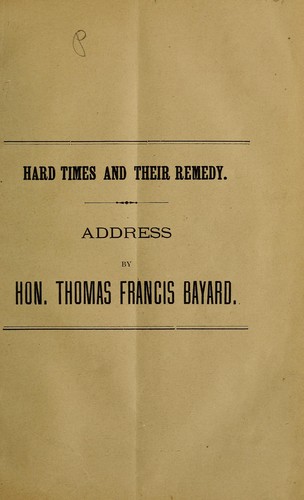 P
HARD TIMES AND THEIR REMEDY.
ADDRESS
BY
HON. THOMAS FRANCIS BAYARD.